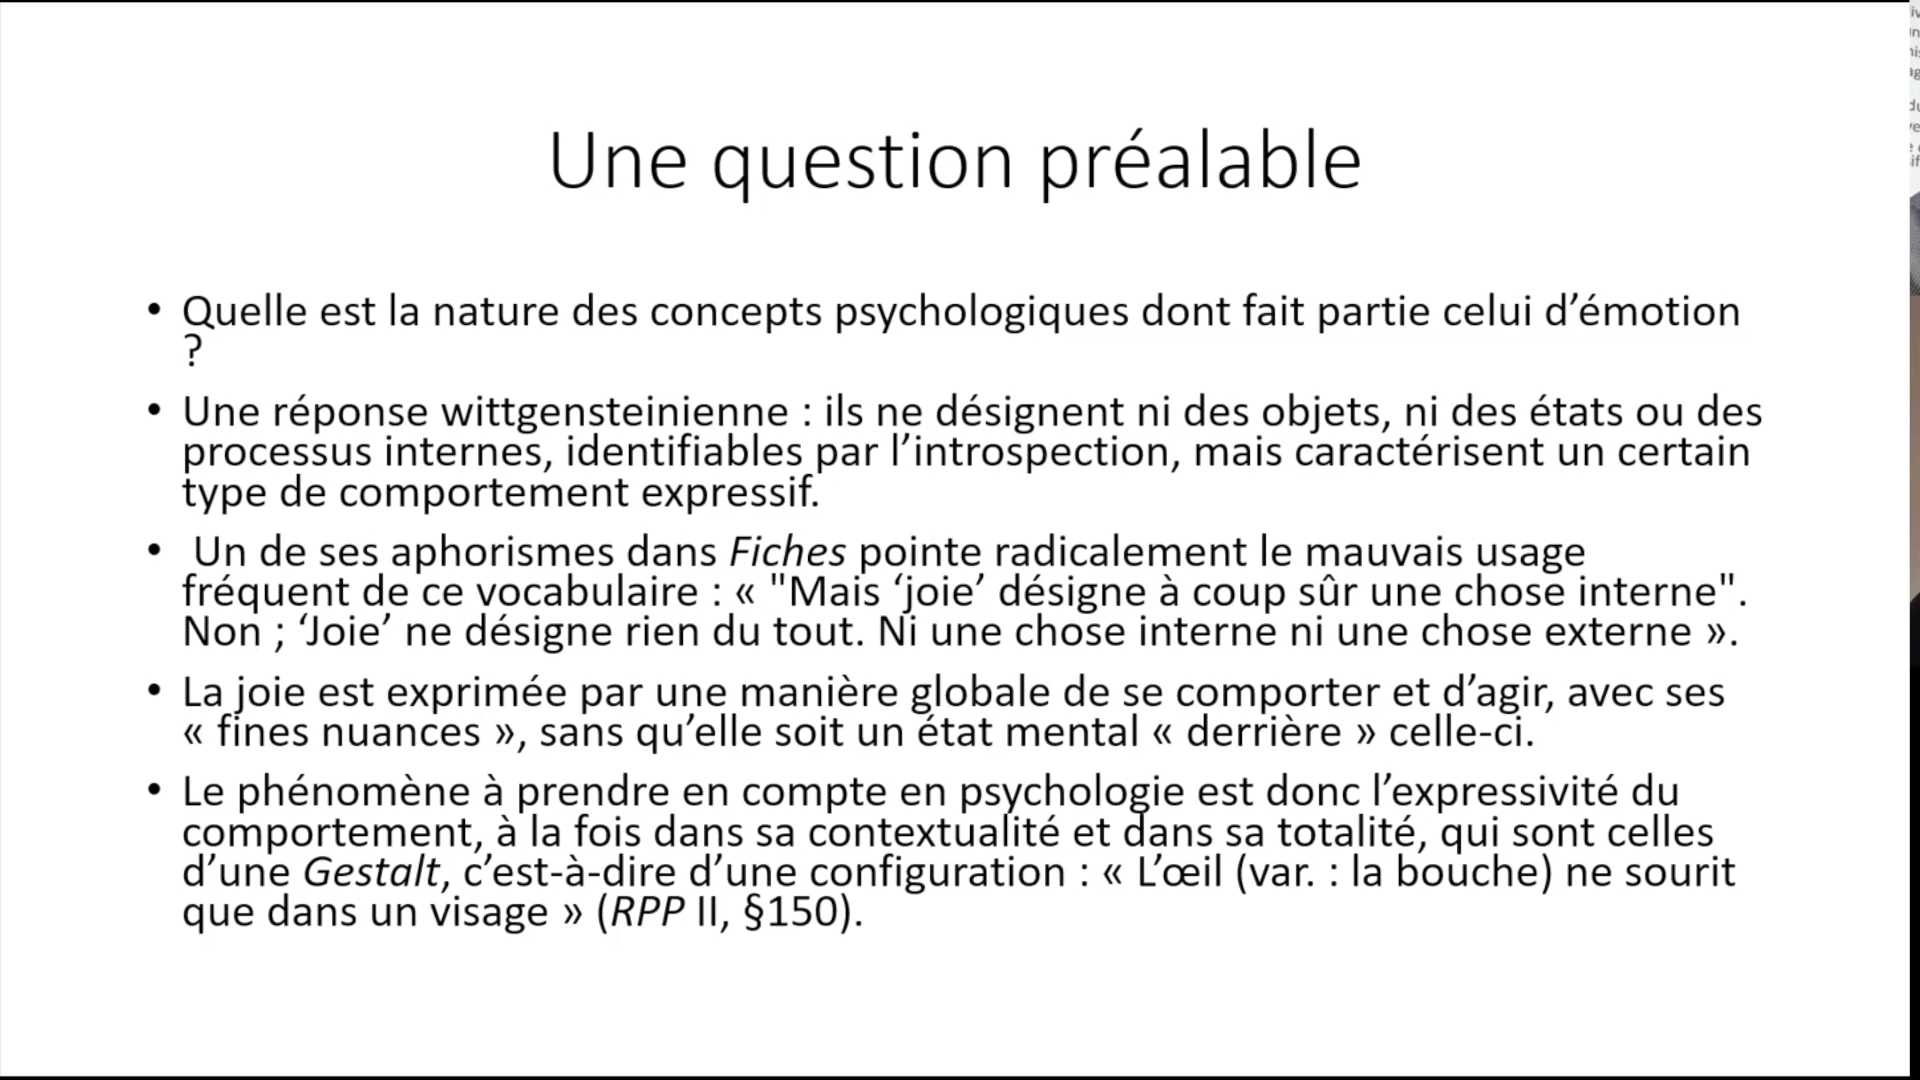 Une question préalable
• Quelle est la nature des concepts psychologiques dont fait partie celui d’émotion
?
• Une réponse wittgensteinienne : ils ne désignent ni des objets, ni des états ou des
processus internes, identifiables par l’introspection, mais caractérisent un certain
type de comportement expressif.
• Un de ses aphorismes dans Fiches pointe radicalement le mauvais usage
fréquent de ce vocabulaire : « "Mais ‘joie’ désigne à coup sûr une chose interne".
Non ; ‘Joie’ ne désigne rien du tout. Ni une chose interne ni une chose externe ».
• La joie est exprimée par une manière globale de se comporter et d’agir, avec ses
« fines nuances », sans qu’elle soit un état mental « derrière » celle-ci.
• Le phénomène à prendre en compte en psychologie est donc l’expressivité du
comportement, à la fois dans sa contextualité et dans sa totalité, qui sont celles
d’une Gestalt, c’est-à-dire d’une configuration : « L’œil (var. : la bouche) ne sourit
que dans un visage » (RPP II, §150).